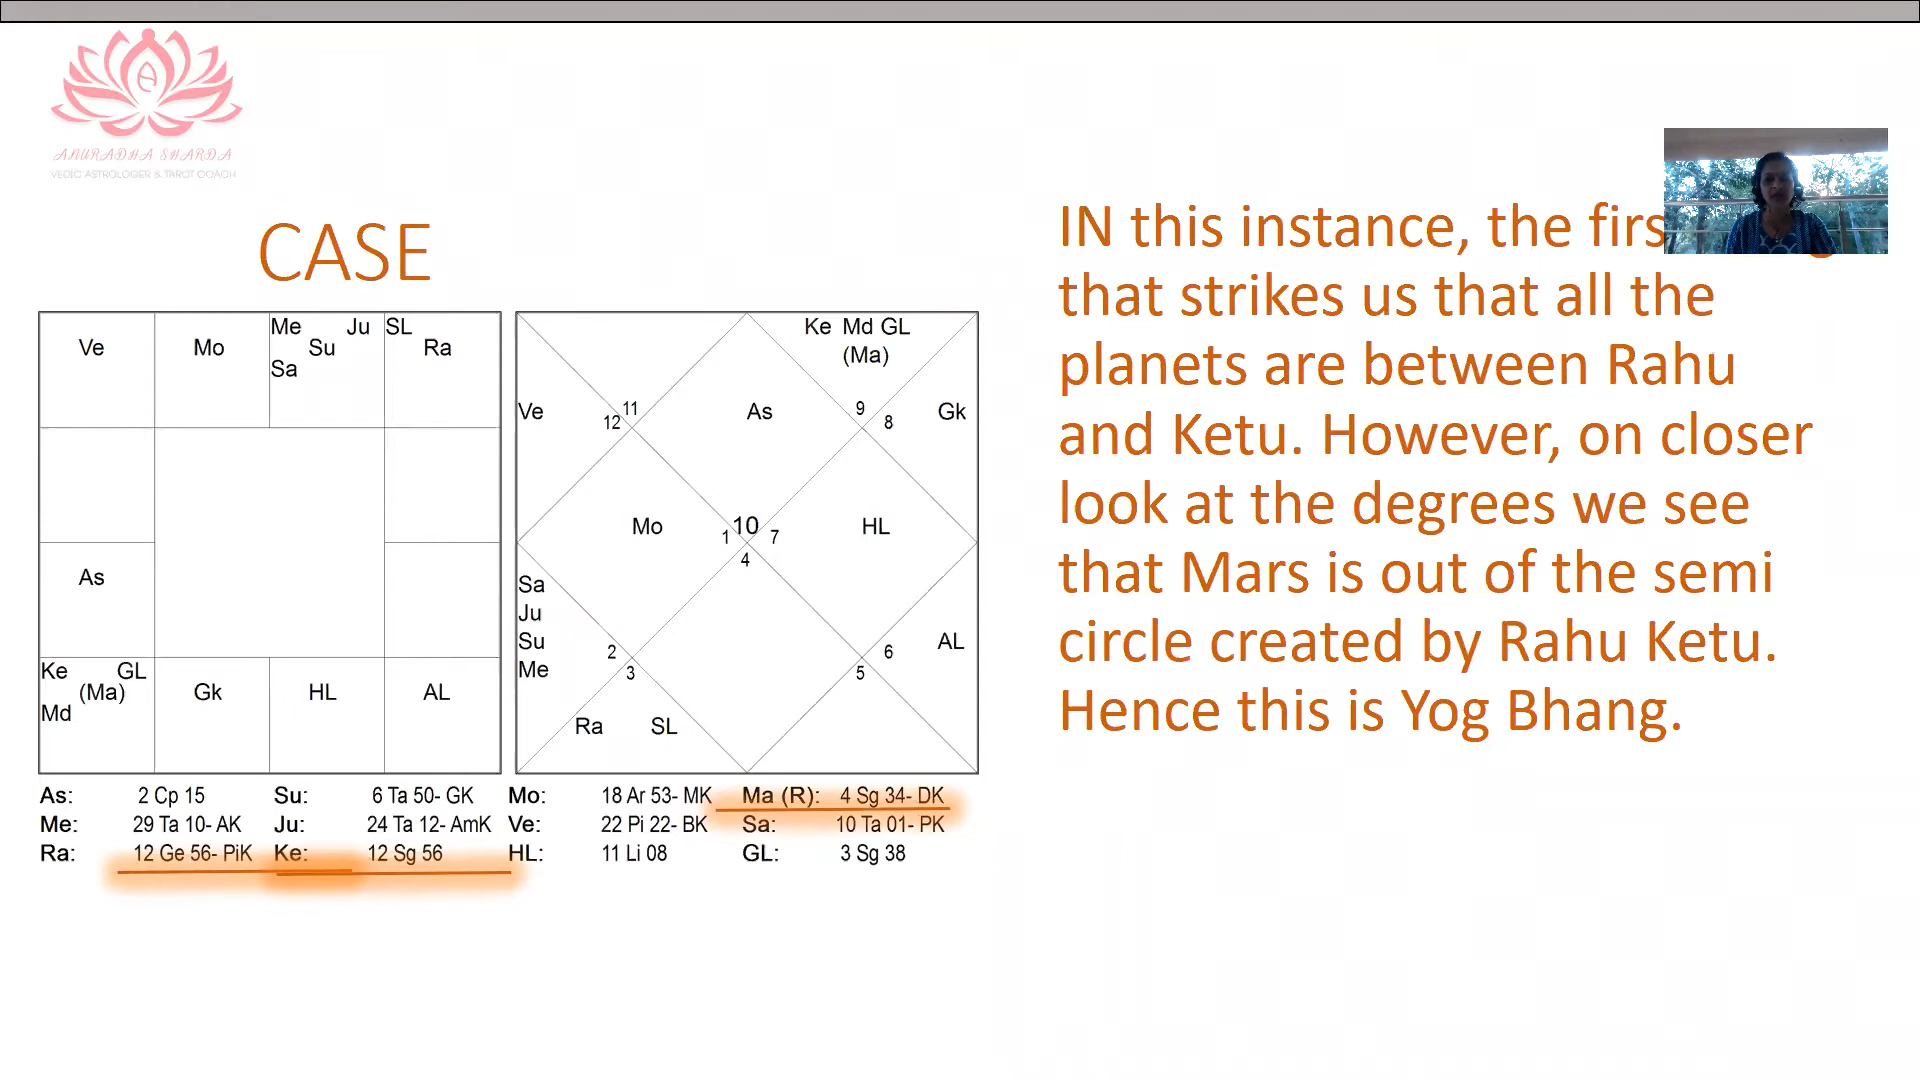 ANURADHA SHARDA
VEDIC ASTROLOGER & TAROT COACH
CASE
Ve
Mo
Me Ju
Su
Sa
SL
Ra
As
Ke GL
(Ma)
Md
Gk
HL
AL
Ke Md GL
(Ma)
Ve
11
12
As
9
8
Gk
Mo
10
1 7
4
HL
Sa
Ju
Su
Me
2
3
6
5
AL
Ra SL
As: 2 Cp 15 Su: 6 Ta 50- GK Mo: 18 Ar 53- MK Ma (R): 4 Sg 34- DK
Me: 29 Ta 10- AK Ju: 24 Ta 12- AmK Ve: 22 Pi 22- BK Sa: 10 Ta 01- PK
Ra: 12 Ge 56- PiK Ke: 12 Sg 56 HL: 11 Li 08 GL: 3 Sg 38
IN this instance, the
that strikes us that all the
planets are between Rahu
and Ketu. However, on closer
look at the degrees we see
that Mars is out of the semi
circle created by Rahu Ketu.
Hence this is Yog Bhang.